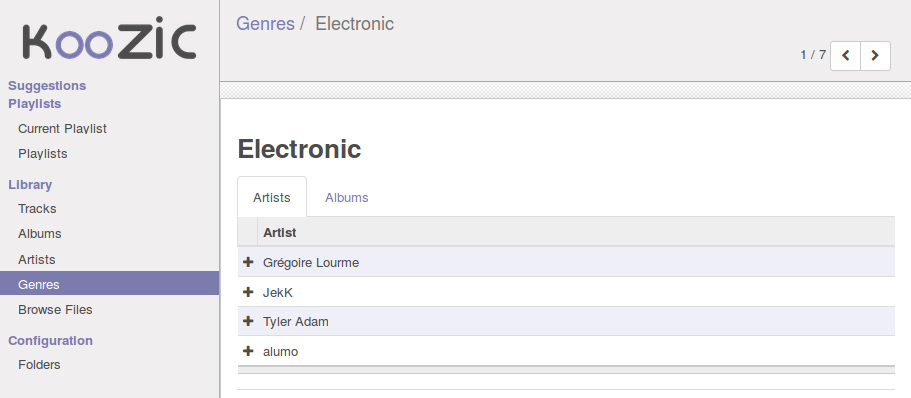 KooZic
Suggestions
Playlists
Current Playlist
Playlists
Library
Tracks
Albums
Artists
Genres
Browse Files
Configuration
Folders
Genres / Electronic
1 / 7
Electronic
Artists Albums
Artist
Grégoire Lourme
JekK
Tyler Adam
alumo